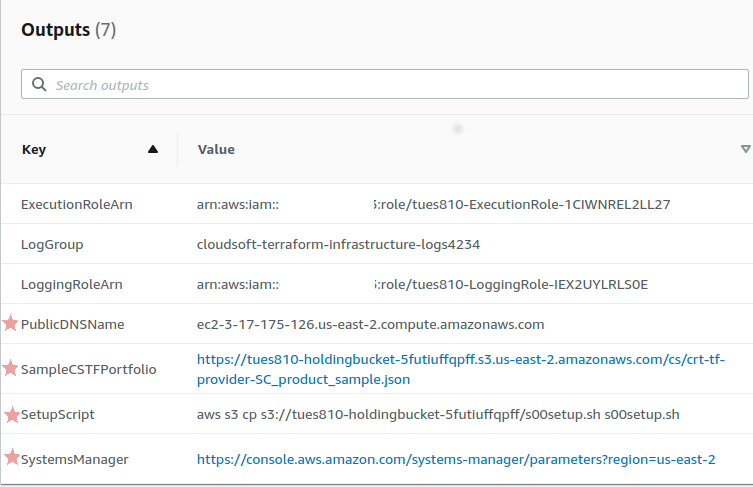 Outputs (7)
Search outputs
Key Value
ExecutionRoleArn arn:aws:iam:: :role/tues810-ExecutionRole-1CIWNREL2LL27
LogGroup cloudsoft-terraform-infrastructure-logs4234
LoggingRoleArn arn:aws:iam:: :role/tues810-LoggingRole-IEX2UYLRLS0E
PublicDNSName ec2-3-17-175-126.us-east-2.compute.amazonaws.com
SampleCSTFPortfolio https://tues810-holdingbucket-5futiuffqpff.s3.us-east-2.amazonaws.com/cs/crt-tf-
provider-SC_product_sample.json
SetupScript aws s3 cp s3://tues810-holdingbucket-5futiuffqpff/s00setup.sh s00setup.sh
SystemsManager https://console.aws.amazon.com/systems-manager/parameters?region=us-east-2